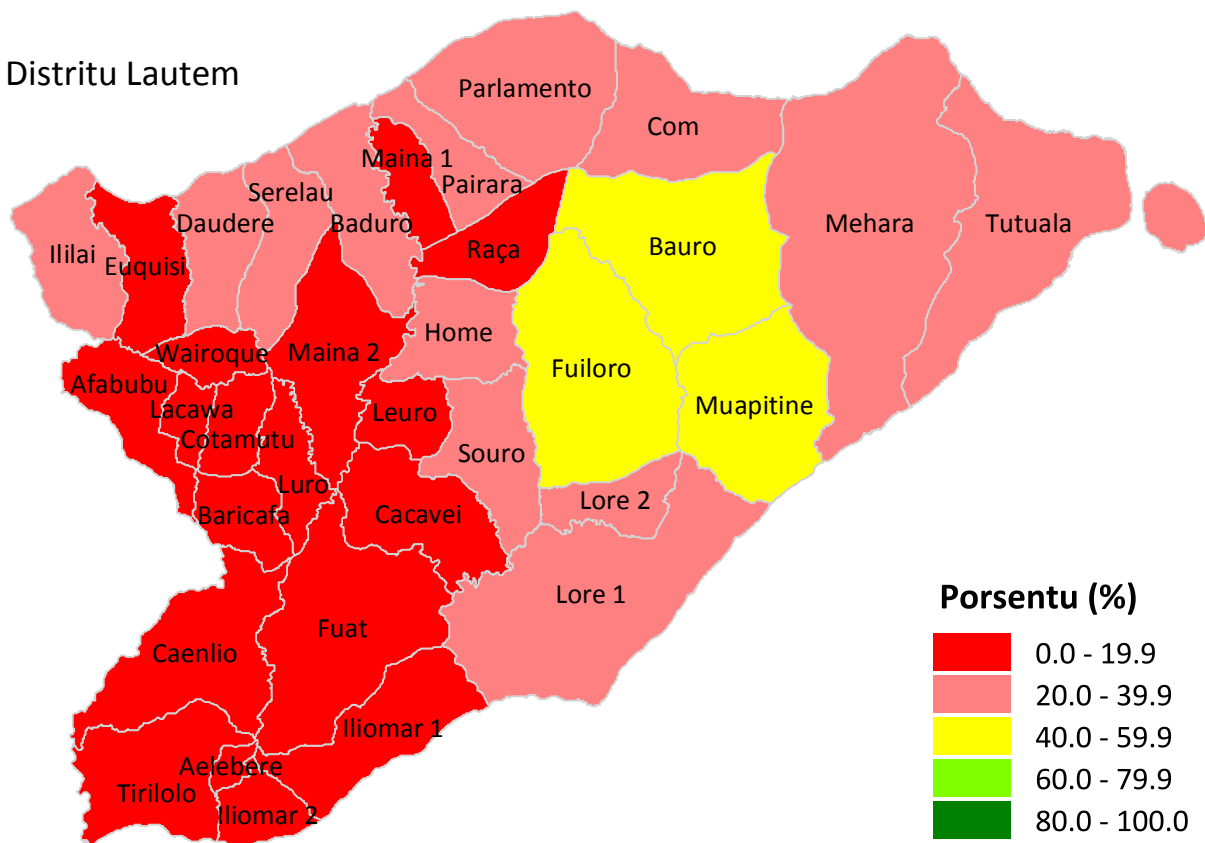 Distritu Lautem
Parlamento
Com
Maina 1
Pairara
Serelau
Daudere
Baduro
Mehara
Tutuala
Ililai
Euquisi
Raça
Bauro
Home
Wairoque
Maina 2
Fuiloro
Afabubu
Lacawa
Leuro
Muapitine
Cotamutu
Souro
Luro
Lore 2
Baricafa
Cacavei
Lore 1
Fuat
Caenlio
Iliomar 1
Aelebere
Tirilolo
Iliomar 2
Porsentu (%)
0.0 - 19.9
20.0 - 39.9
40.0 - 59.9
60.0 - 79.9
80.0 - 100.0